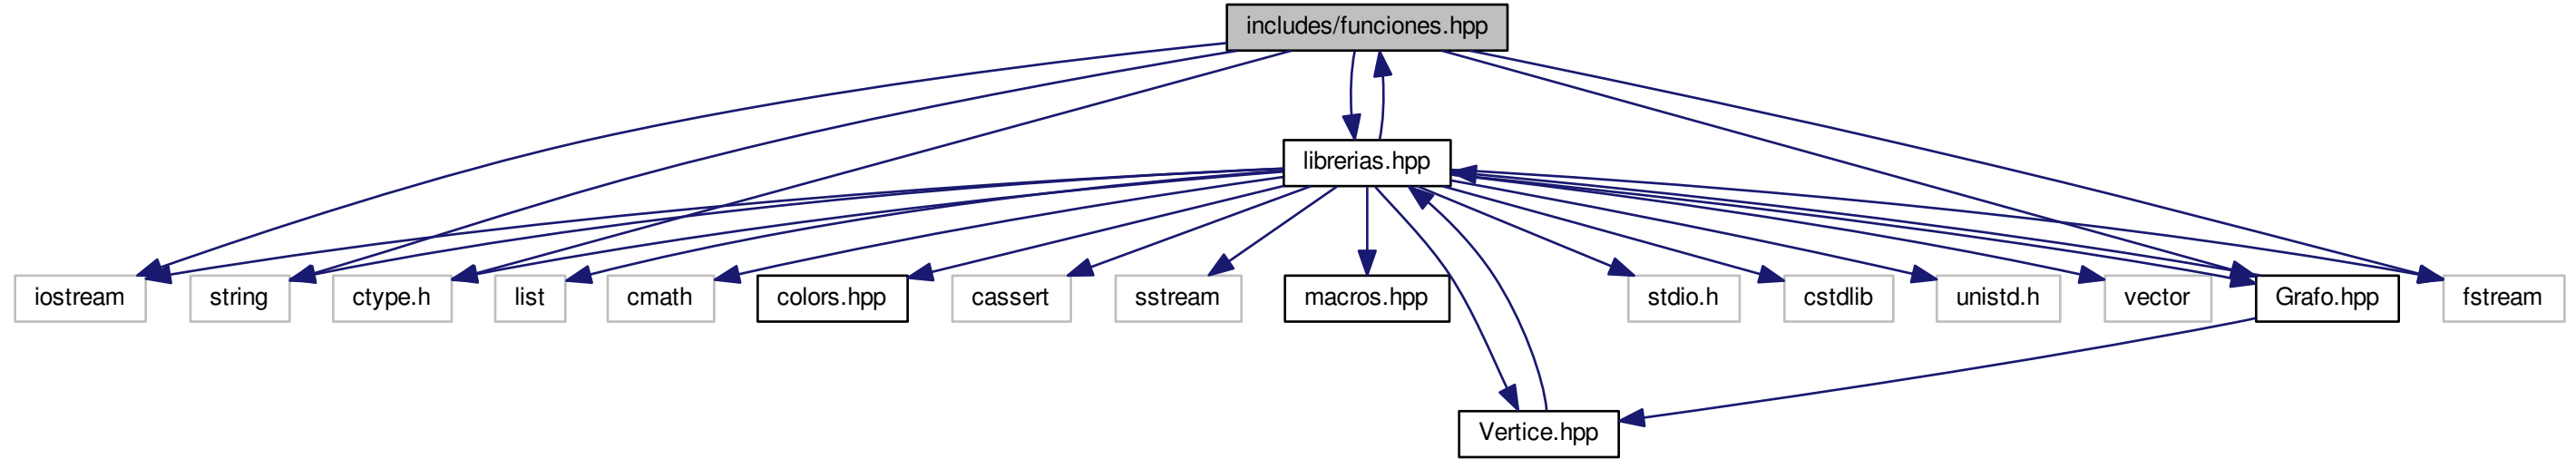 includes/funciones.hpp
librerias.hpp
iostream
string
ctype.h
list
cmath
colors.hpp
cassert
sstream
macros.hpp
stdio.h
cstdlib
unistd.h
vector
Grafo.hpp
fstream
Vertice.hpp